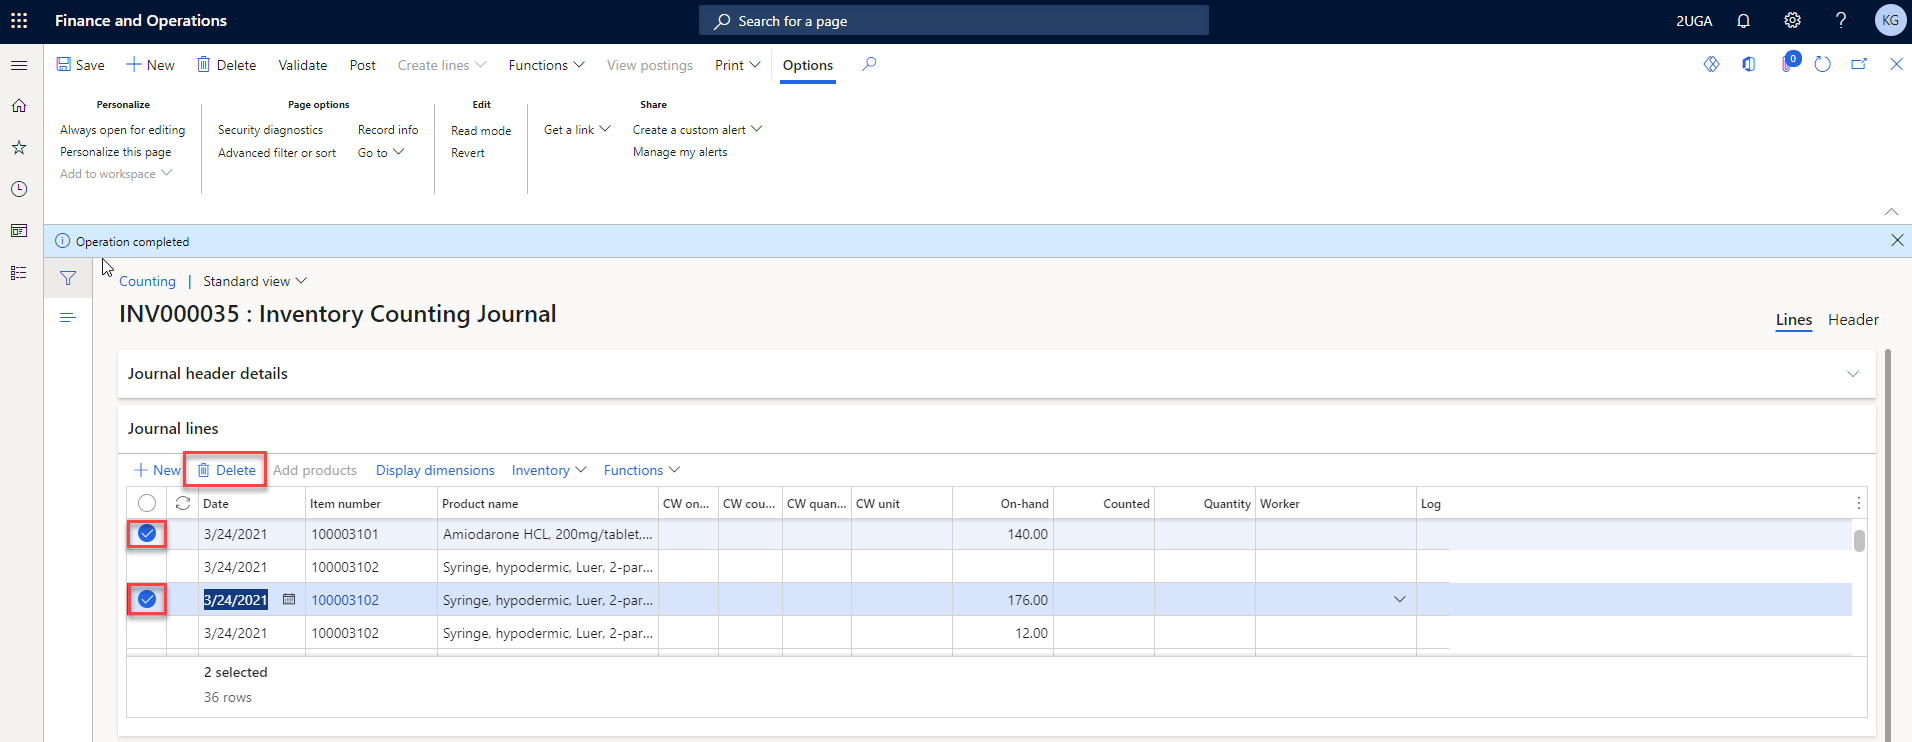 Finance and Operations
Search for a page
2UGA
?
KG
Save
New
Delete
Validate
Post
Create lines
Functions
View postings
Print
Options
0
Personalize
Page options
Edit
Share
Always open for editing
Security diagnostics
Record info
Read mode
Get a link
Create a custom alert
Personalize this page
Advanced filter or sort
Go to
Revert
Manage my alerts
Add to workspace
Operation completed
Counting | Standard view
INV000035 : Inventory Counting Journal
Lines Header
Journal header details
Journal lines
New Delete Add products Display dimensions Inventory Functions
Date Item number Product name CW on... CW cou... CW quan... CW unit On-hand Counted Quantity Worker Log
3/24/2021 100003101 Amiodarone HCL, 200mg/tablet,... 140.00
3/24/2021 100003102 Syringe, hypodermic, Luer, 2-par...
3/24/2021 100003102 Syringe, hypodermic, Luer, 2-par... 176.00
3/24/2021 100003102 Syringe, hypodermic, Luer, 2-par... 12.00
2 selected
36 rows